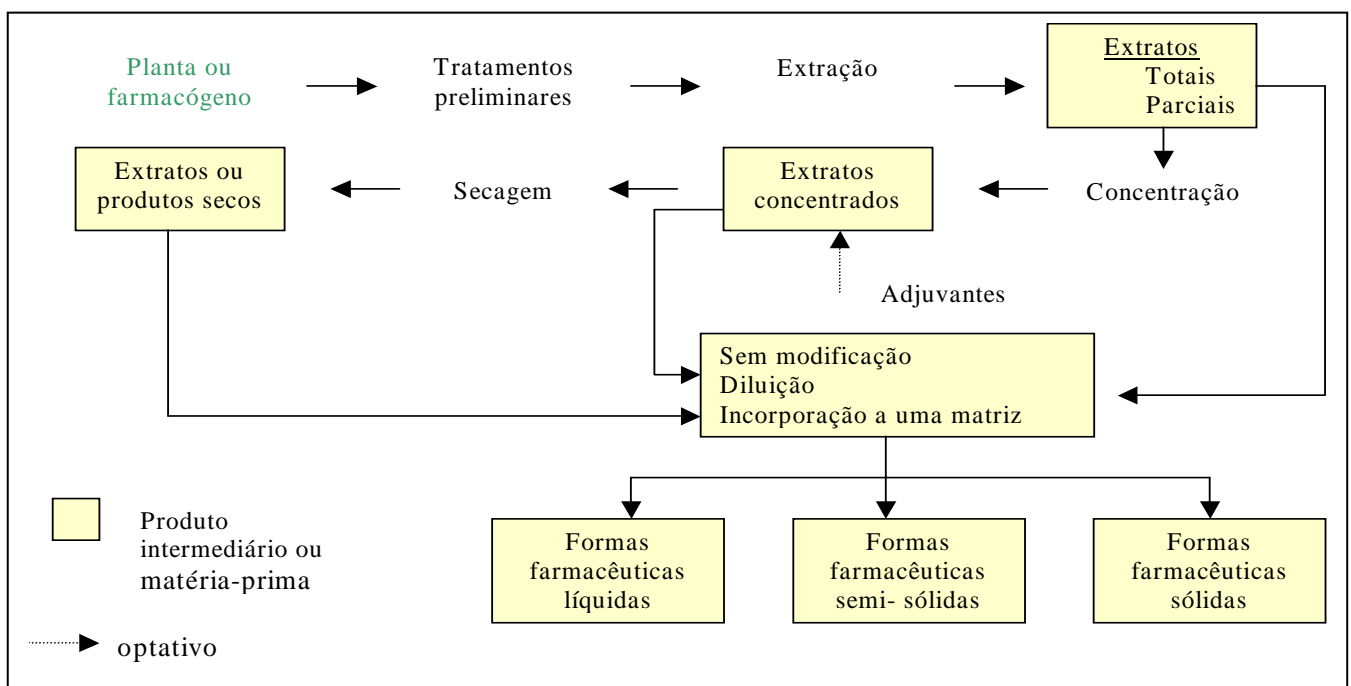 Planta ou
farmacógeno
Tratamentos
preliminares
Extração
Extratos
Totais
Parciais
Extratos ou
produtos secos
Secagem
Extratos
concentrados
Concentração
Adjuvantes
Sem modificação
Diluição
Incorporação a uma matriz
Produto
intermediário ou
matéria-prima
optativo
Formas
farmacêuticas
líquidas
Formas
farmacêuticas
semi- sólidas
Formas
farmacêuticas
sólidas